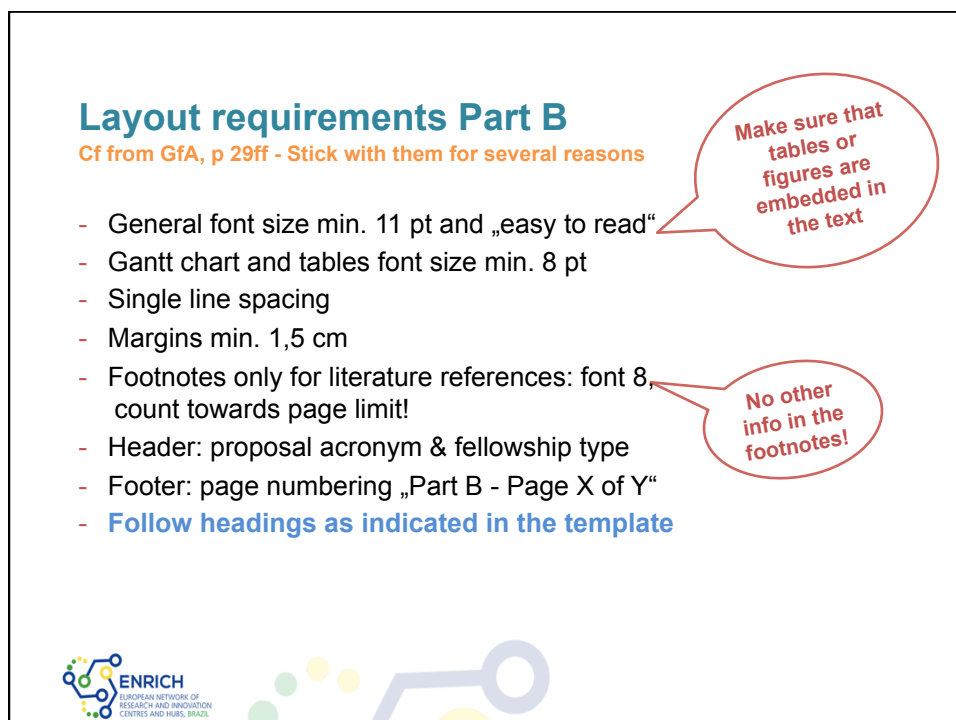 Layout requirements Part B
Cf from GfA, p 29ff - Stick with them for several reasons
Make sure that
tables or
figures are
embedded in
the text
- General font size min. 11 pt and „easy to read“
- Gantt chart and tables font size min. 8 pt
- Single line spacing
- Margins min. 1,5 cm
- Footnotes only for literature references: font 8,
count towards page limit!
No other
info in the
footnotes!
- Header: proposal acronym & fellowship type
- Footer: page numbering „Part B - Page X of Y“
- Follow headings as indicated in the template
ENRICH
EUROPEAN NETWORK OF
RESEARCH AND INNOVATION
CENTRES AND HUBS, BRAZIL